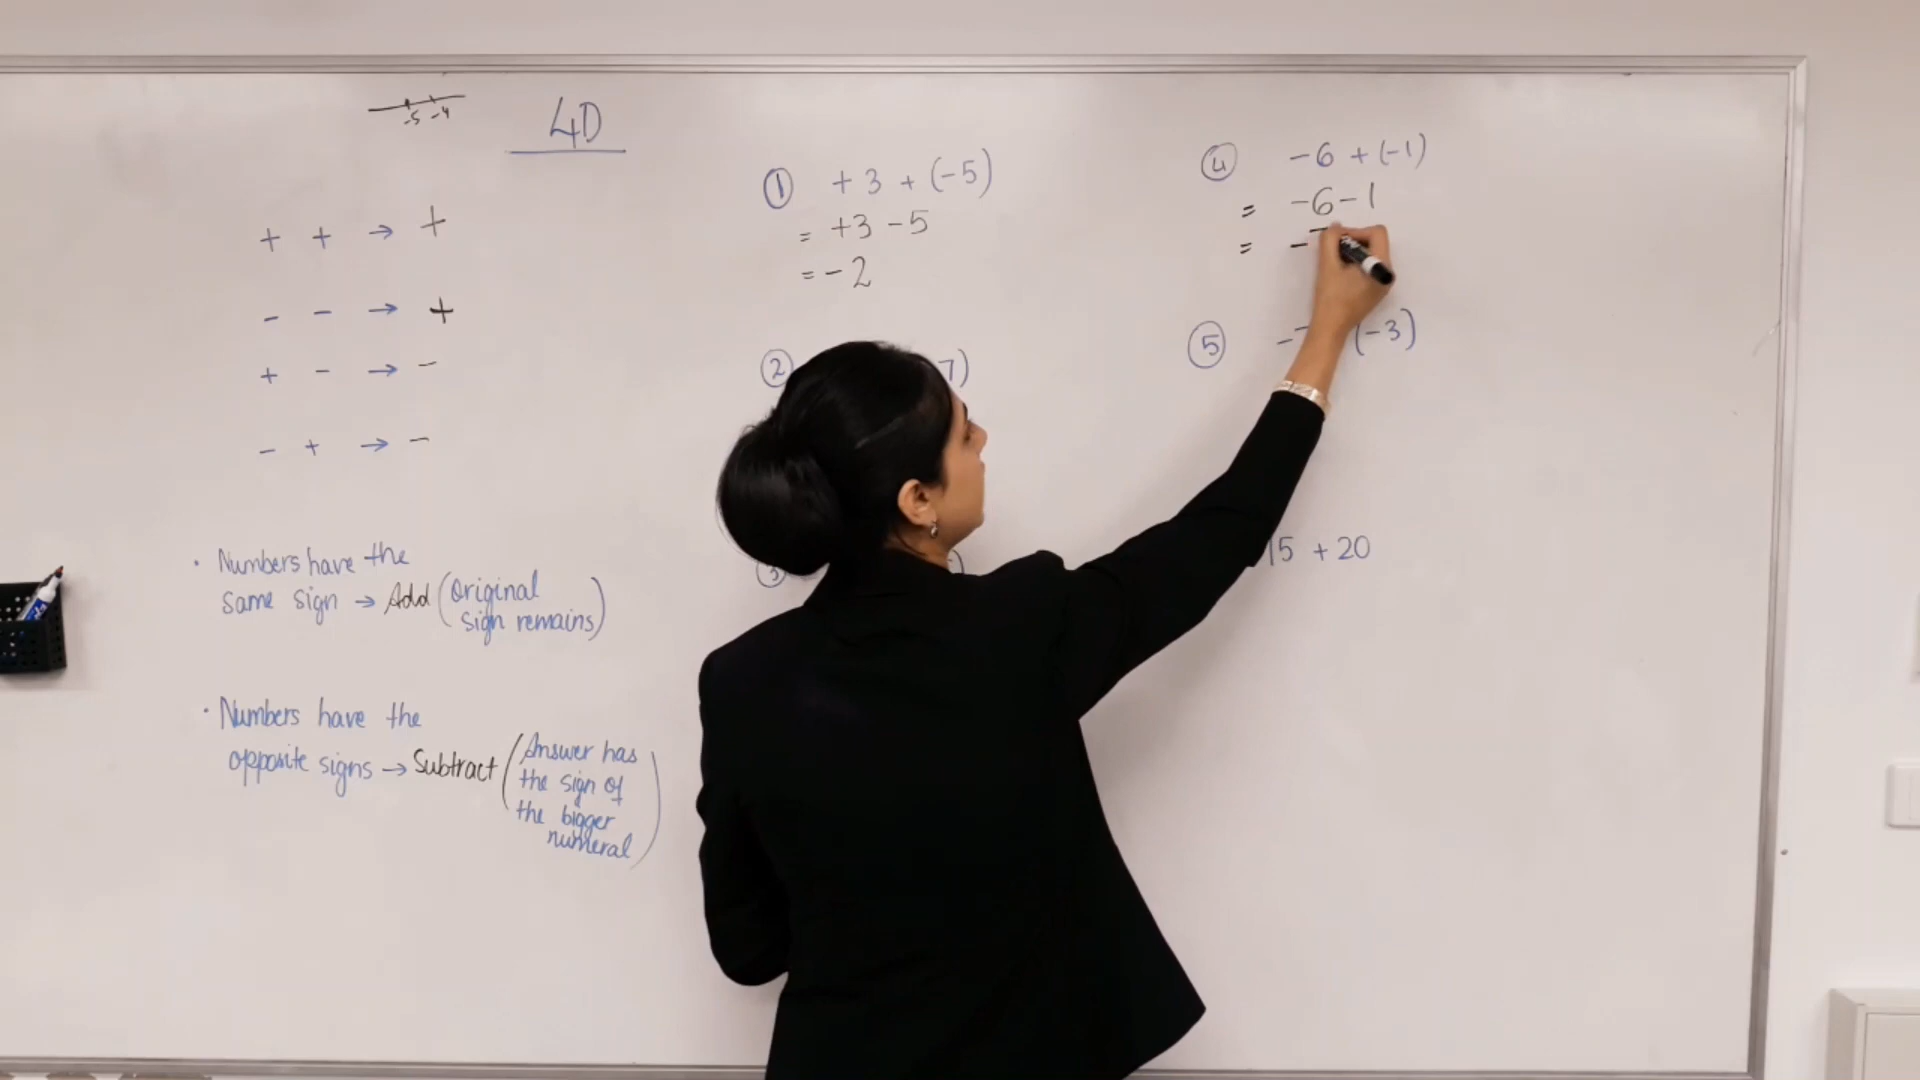 -5 -4
4D
+ + → +
- - → +
+ - → -
- + → -
• Numbers have the
same sign → Add (Original
sign remains)
• Numbers have the
opposite signs → Subtract (Answer has
the sign of
the bigger
numeral)
① +3 + (-5)
= +3 -5
= -2
② 7)
③ )
④ -6 + (-1)
= -6-1
= -7
⑤ - (-3)
15 + 20